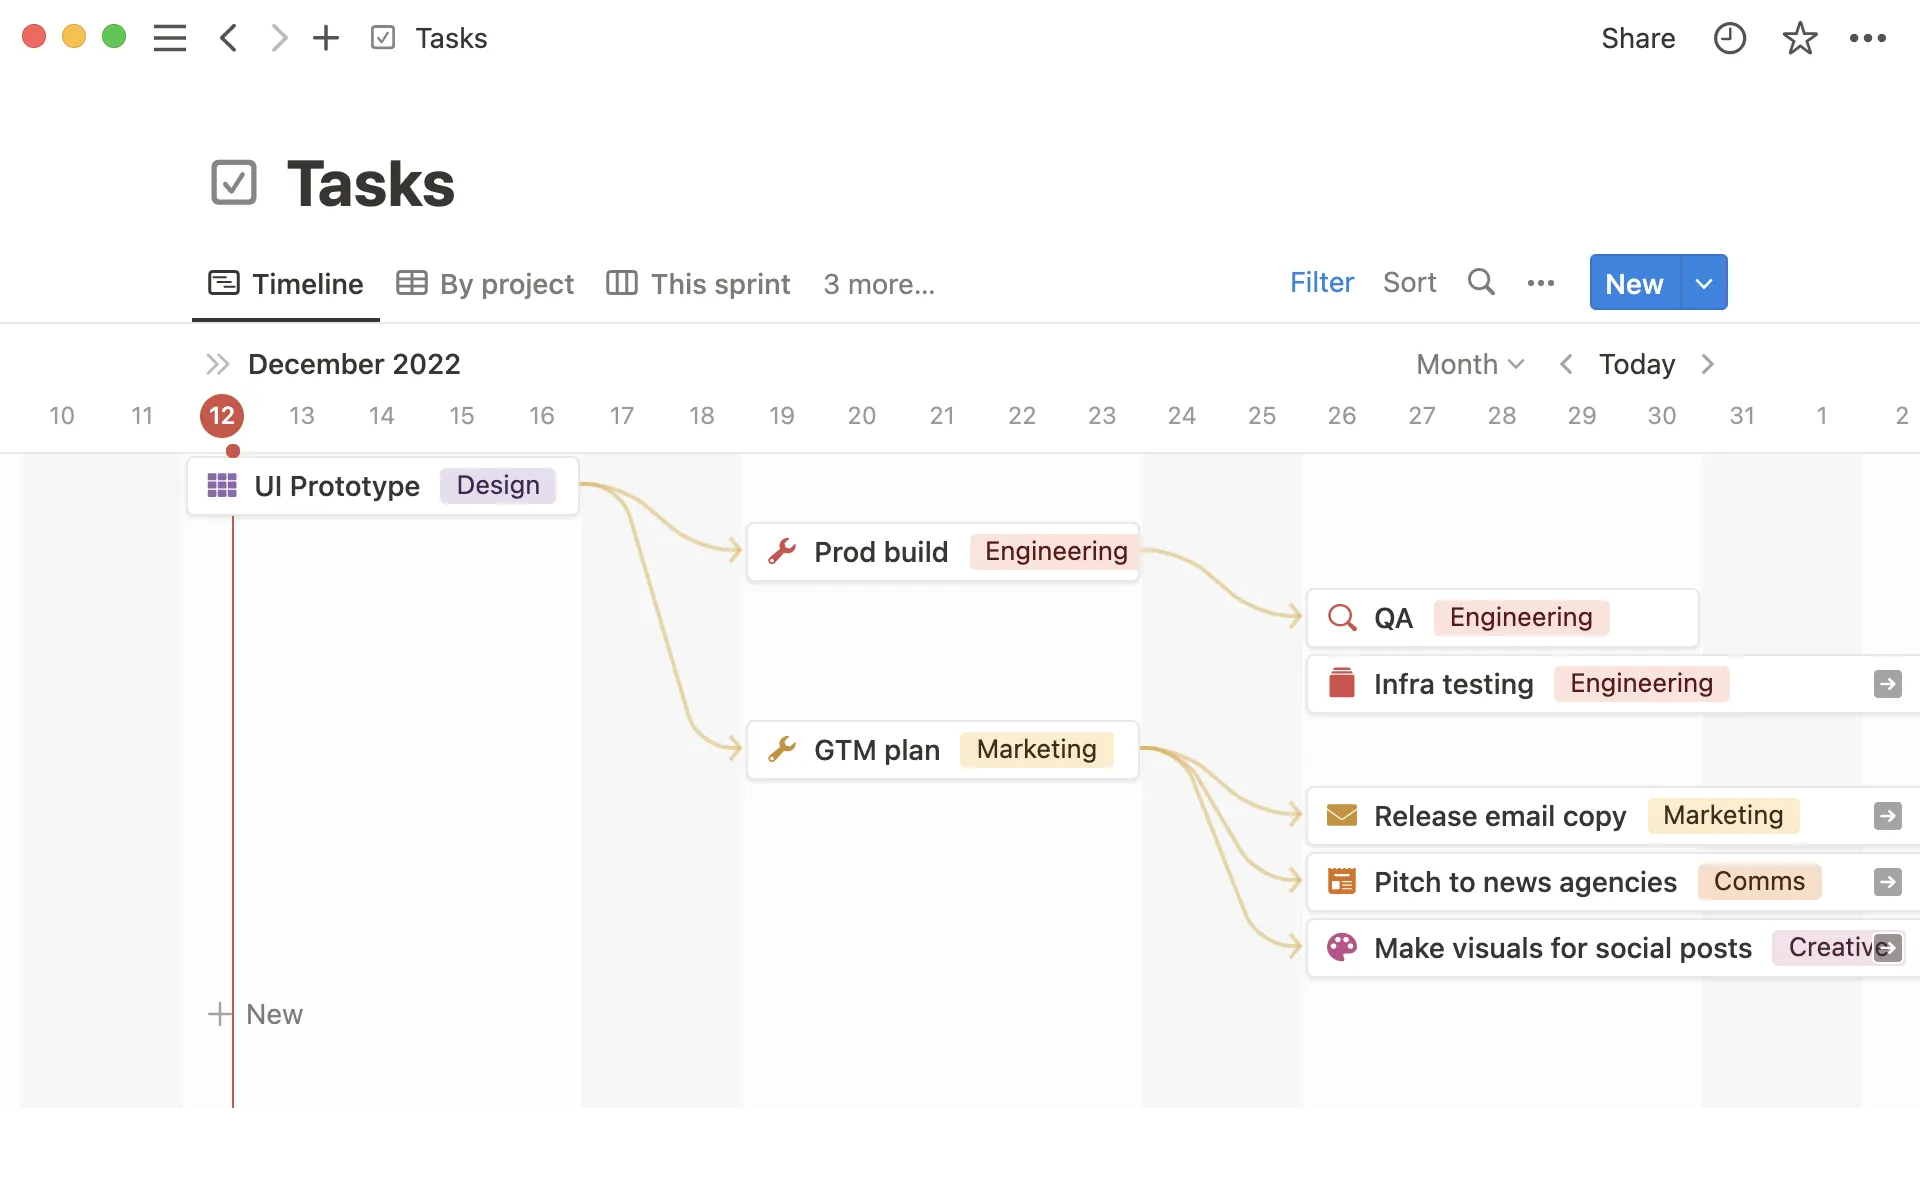 Tasks
Share
Tasks
Timeline
By project
This sprint
3 more...
Filter
Sort
New
December 2022
Month
Today
10 11 12 13 14 15 16 17 18 19 20 21 22 23 24 25 26 27 28 29 30 31 1 2
UI Prototype Design
Prod build Engineering
QA Engineering
Infra testing Engineering
GTM plan Marketing
Release email copy Marketing
Pitch to news agencies Comms
Make visuals for social posts Creative
New